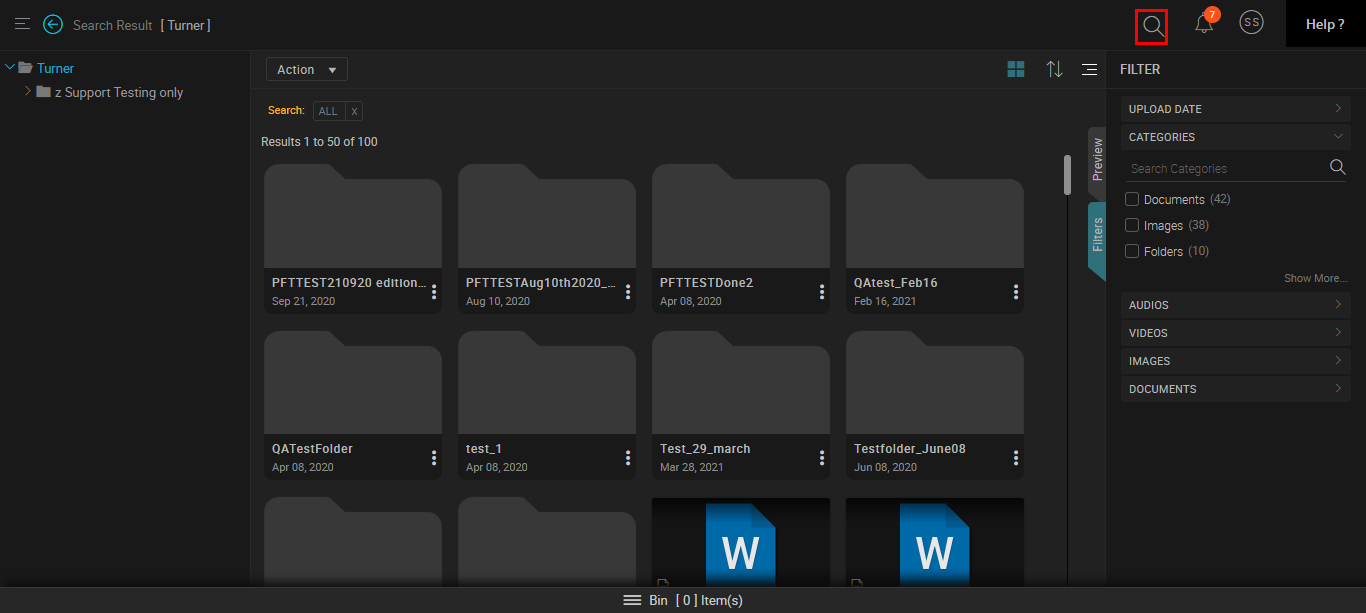 Search Result [ Turner ]
7
SS
Help ?
Turner
z Support Testing only
Action
Search: ALL X
Results 1 to 50 of 100
PFTTEST210920 edition...
Sep 21, 2020
PFTTESTAug10th2020_...
Aug 10, 2020
PFTTESTDone2
Apr 08, 2020
QAtest_Feb16
Feb 16, 2021
QATestFolder
Apr 08, 2020
test_1
Apr 08, 2020
Test_29_march
Mar 28, 2021
Testfolder_June08
Jun 08, 2020
W
W
Preview
Filters
FILTER
UPLOAD DATE
CATEGORIES
Search Categories
Documents (42)
Images (38)
Folders (10)
Show More...
AUDIOS
VIDEOS
IMAGES
DOCUMENTS
Bin [ 0 ] Item(s)